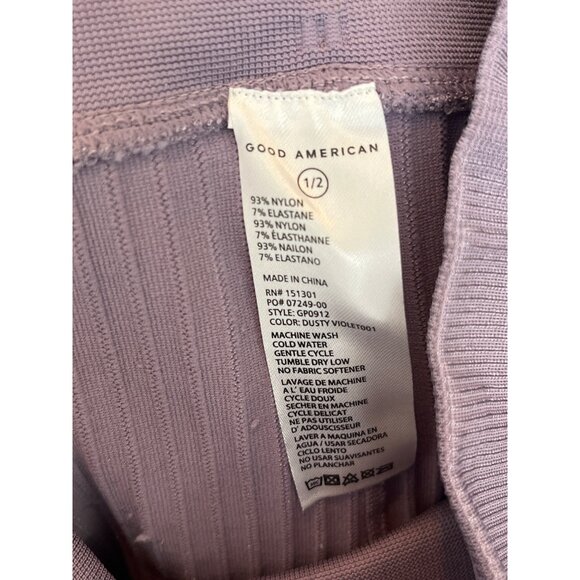 GOOD AMERICAN
1/2
93% NYLON
7% ELASTANE
93% NYLON
7% ÉLASTHANNE
93% NAILON
7% ELASTANO
MADE IN CHINA
RN# 151301
PO# 07249-00
STYLE: GP0912
COLOR: DUSTY VIOLET001
MACHINE WASH
COLD WATER
GENTLE CYCLE
TUMBLE DRY LOW
NO FABRIC SOFTENER
LAVAGE DE MACHINE
A L' EAU FROIDE
CYCLE DOUX
SECHER EN MACHINE
CYCLE DELICAT
NE PAS UTILISER
D'ADOUSCISSEUR
LAVER A MAQUINA EN
AGUA / USAR SECADORA
CICLO LENTO
NO USAR SUAVISANTES
NO PLANCHAR